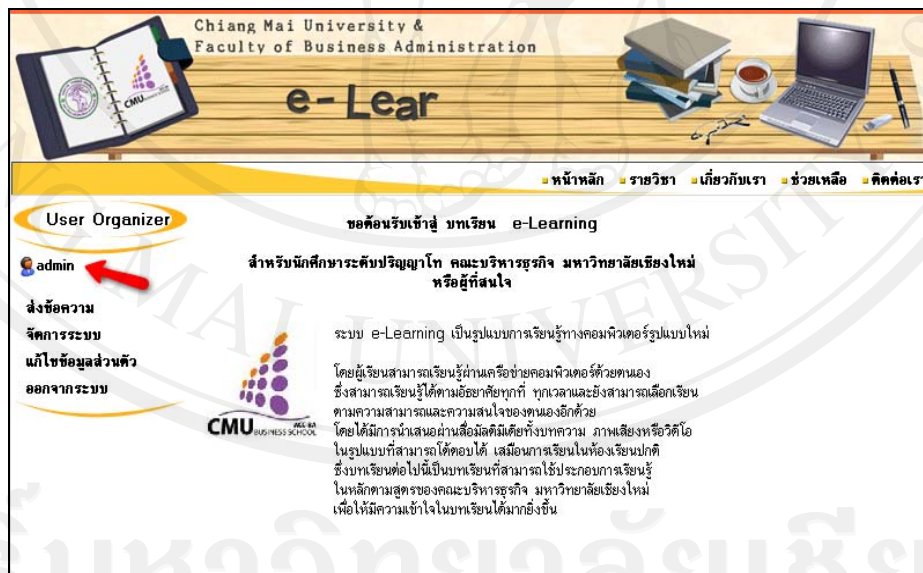 Chiang Mai University &
Faculty of Business Administration
e-Lear
CMU
หน้าหลัก รายวิชา เกี่ยวกับเรา ช่วยเหลือ ติดต่อเรา
User Organizer
admin
ส่งข้อความ
จัดการระบบ
แก้ไขข้อมูลส่วนตัว
ออกจากระบบ
ขอต้อนรับเข้าสู่ บทเรียน e-Learning
สำหรับนักศึกษาระดับปริญญาโท คณะบริหารธุรกิจ มหาวิทยาลัยเชียงใหม่
หรือผู้ที่สนใจ
CMU BUSINESS SCHOOL ACC-BA
ระบบ e-Learning เป็นรูปแบบการเรียนรู้ทางคอมพิวเตอร์รูปแบบใหม่
โดยผู้เรียนสามารถเรียนรู้ผ่านเครือข่ายคอมพิวเตอร์ด้วยตนเอง
ซึ่งสามารถเรียนรู้ได้ตามอัธยาศัยทุกที่ ทุกเวลาและยังสามารถเลือกเรียน
ตามความสามารถและความสนใจของตนเองอีกด้วย
โดยได้มีการนำเสนอผ่านสื่อมัลติมีเดียทั้งบทความ ภาพเสียงหรือวิดีโอ
ในรูปแบบที่สามารถโต้ตอบได้ เสมือนการเรียนในห้องเรียนปกติ
ซึ่งบทเรียนต่อไปนี้เป็นบทเรียนที่สามารถใช้ประกอบการเรียนรู้
ในหลักตามสูตรของคณะบริหารธุรกิจ มหาวิทยาลัยเชียงใหม่
เพื่อให้มีความเข้าใจในบทเรียนได้มากยิ่งขึ้น